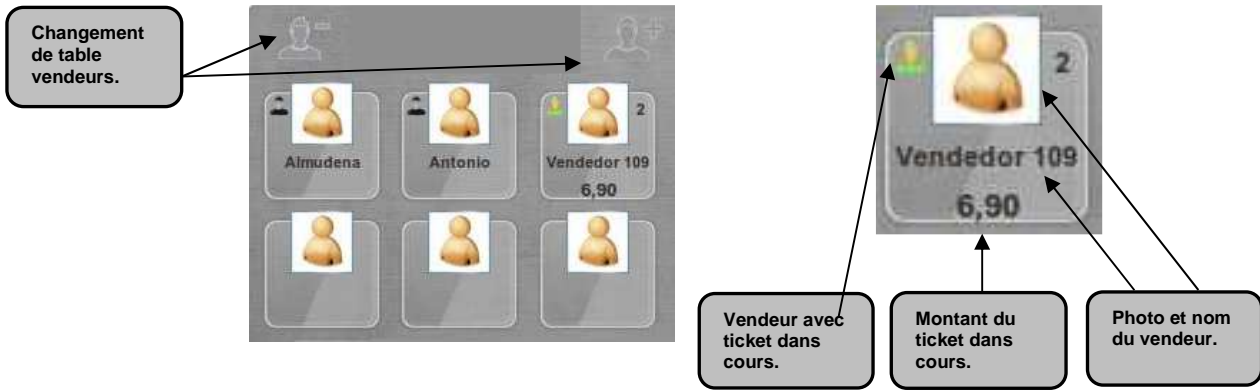 Changement
de table
vendeurs.
2
Almudena
Antonio
Vendedor 109
6,90
2
Vendedor 109
6,90
Vendeur avec
ticket dans
cours.
Montant du
ticket dans
cours.
Photo et nom
du vendeur.